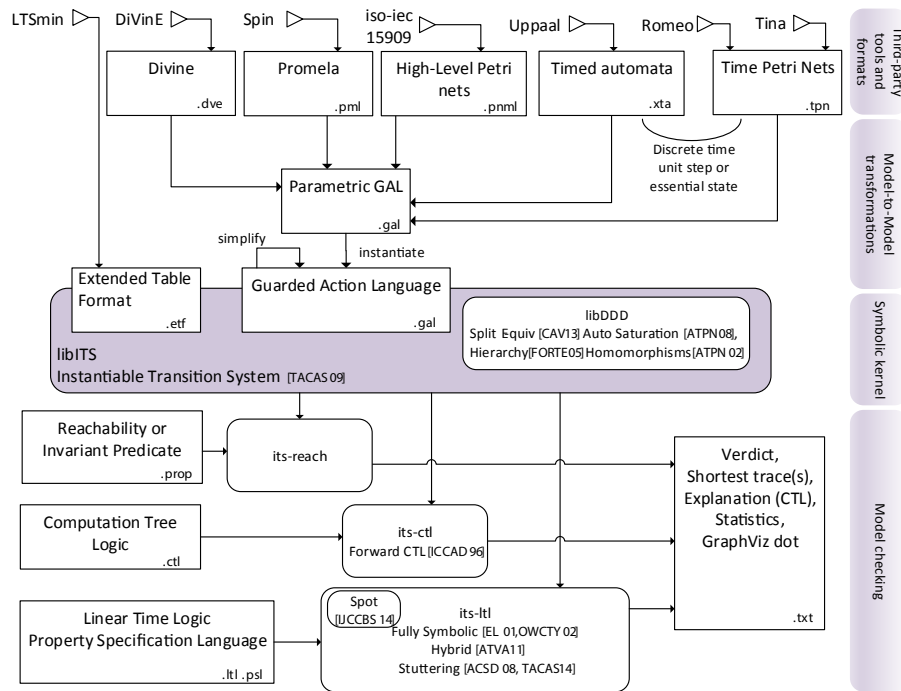 LTSmin
DiVinE
Spin
iso-iec
15909
Uppaal
Romeo
Tina
Third-party
tools and
formats
Divine
.dve
Promela
.pml
High-Level Petri
nets
.pnml
Timed automata
.xta
Time Petri Nets
.tpn
Discrete time
unit step or
essential state
Model-to-Model
transformations
Parametric GAL
.gal
simplify
instantiate
Extended Table
Format
.etf
Guarded Action Language
.gal
libDDD
Split Equiv [CAV13] Auto Saturation [ATPN08],
Hierarchy[FORTE05] Homomorphisms[ATPN 02]
libITS
Instantiable Transition System [TACAS 09]
Symbolic kernel
Reachability or
Invariant Predicate
.prop
its-reach
Verdict,
Shortest trace(s),
Explanation (CTL),
Statistics,
GraphViz dot
.txt
Computation Tree
Logic
.ctl
its-ctl
Forward CTL[ICCAD 96]
Model checking
Linear Time Logic
Property Specification Language
.ltl .psl
Spot
[IJCCBS 14]
its-ltl
Fully Symbolic [EL 01,OWCTY 02]
Hybrid [ATVA11]
Stuttering [ACSD 08, TACAS14]